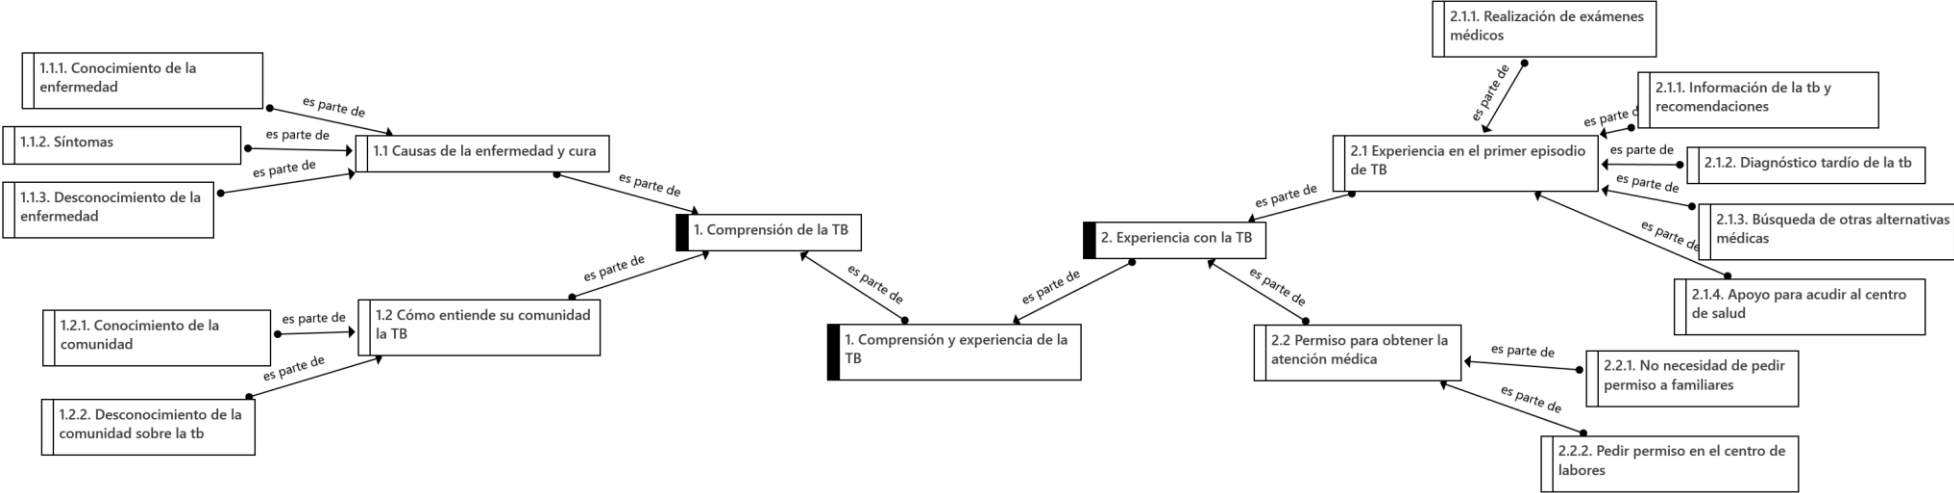 2.1.1. Realización de exámenes
médicos
1.1.1. Conocimiento de la
enfermedad
es parte de
es parte de
2.1.1. Información de la tb y
recomendaciones
es parte d
1.1.2. Síntomas
es parte de
1.1 Causas de la enfermedad y cura
2.1 Experiencia en el primer episodio
de TB
es parte de
2.1.2. Diagnóstico tardío de la tb
es parte de
1.1.3. Desconocimiento de la
enfermedad
es parte de
es parte de
es parte de
2.1.3. Búsqueda de otras alternativas
médicas
1. Comprensión de la TB
2. Experiencia con la TB
es parte de
es parte de
es parte de
es parte de
es parte de
2.1.4. Apoyo para acudir al centro
de salud
1.2.1. Conocimiento de la
comunidad
es parte de
1.2 Cómo entiende su comunidad
la TB
1. Comprensión y experiencia de la
TB
2.2 Permiso para obtener la
atención médica
es parte de
es parte de
2.2.1. No necesidad de pedir
permiso a familiares
1.2.2. Desconocimiento de la
comunidad sobre la tb
es parte de
2.2.2. Pedir permiso en el centro de
labores